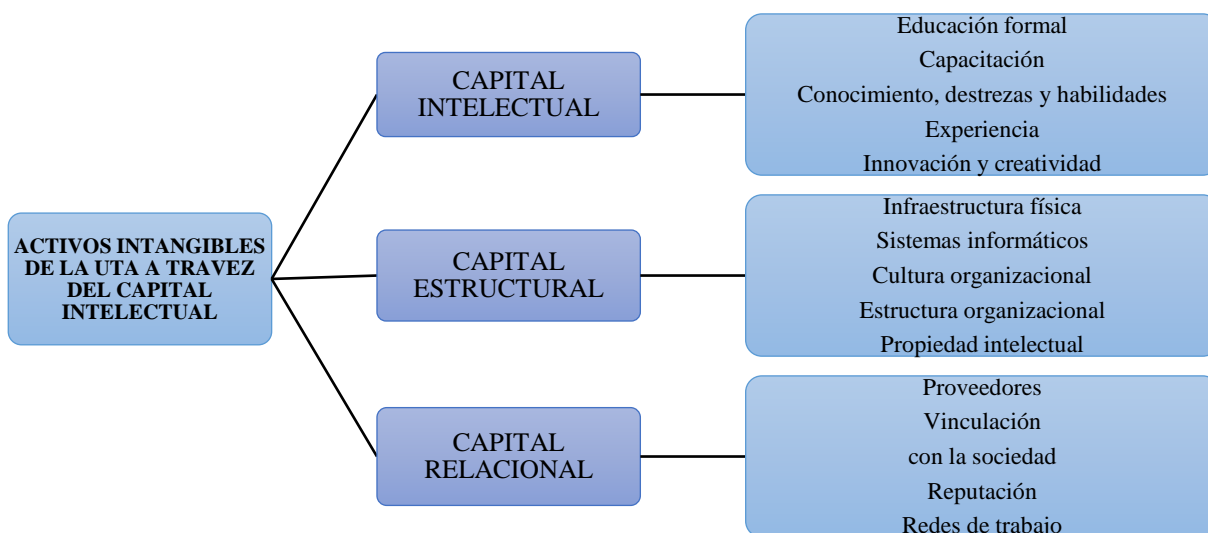 ACTIVOS INTANGIBLES
DE LA UTA A TRAVEZ
DEL CAPITAL
INTELECTUAL
CAPITAL
INTELECTUAL
Educación formal
Capacitación
Conocimiento, destrezas y habilidades
Experiencia
Innovación y creatividad
CAPITAL
ESTRUCTURAL
Infraestructura física
Sistemas informáticos
Cultura organizacional
Estructura organizacional
Propiedad intelectual
CAPITAL
RELACIONAL
Proveedores
Vinculación
con la sociedad
Reputación
Redes de trabajo